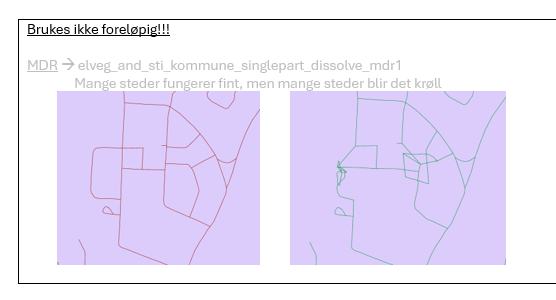 Brukes ikke foreløpig!!!
MDR → elveg_and_sti_kommune_singlepart_dissolve_mdr1
Mange steder fungerer fint, men mange steder blir det krøll